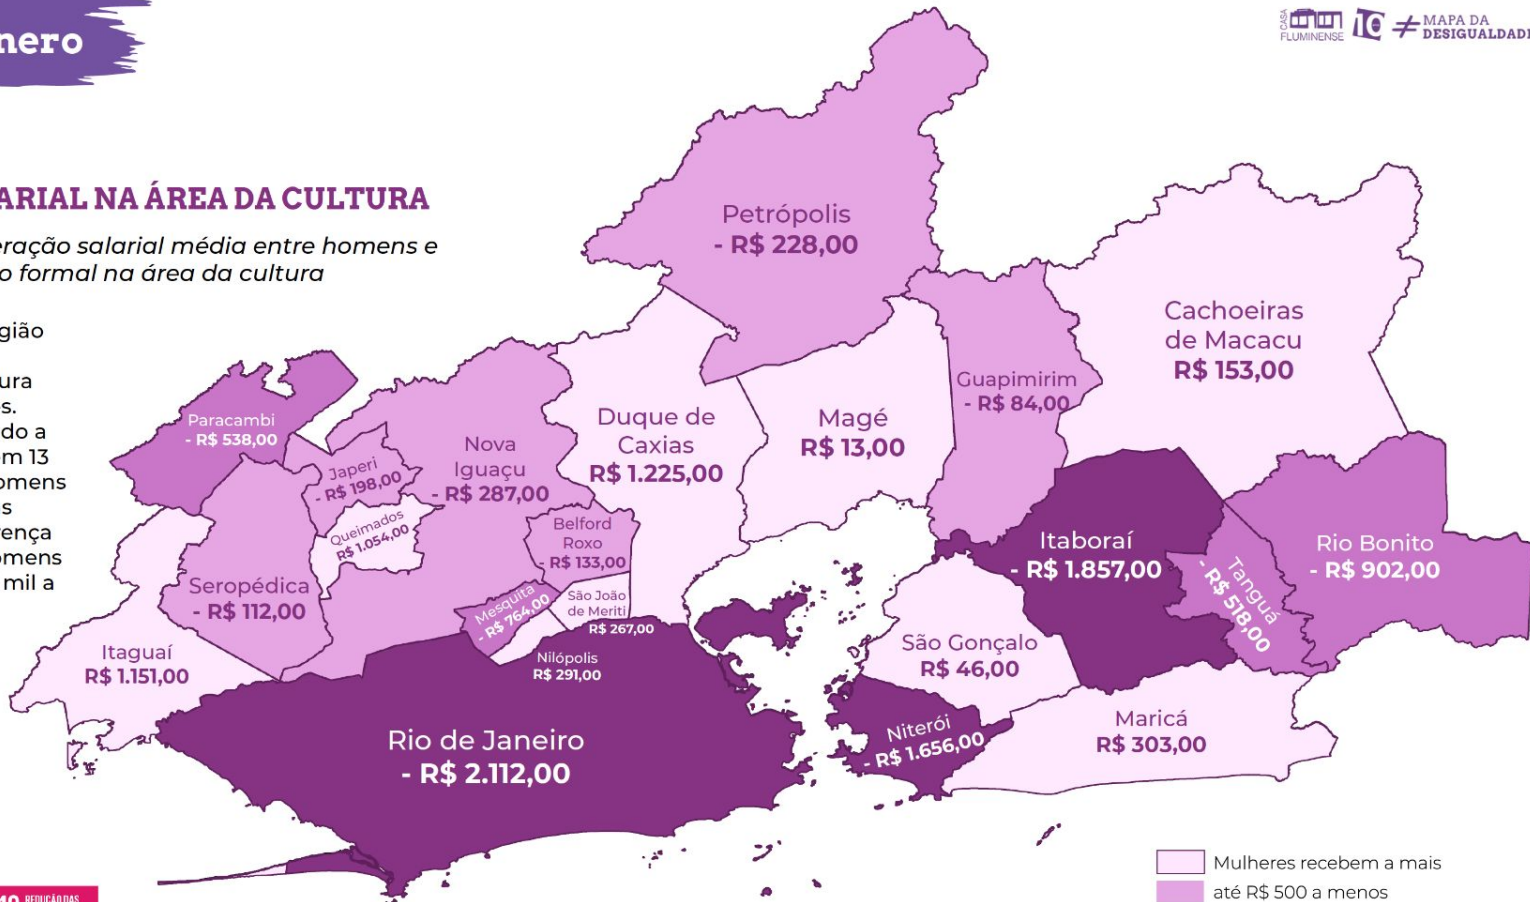 nero
CASA
FLUMINENSE
10
≠ MAPA DA
DESIGUALDADE
ARIAL NA ÁREA DA CULTURA
eração salarial média entre homens e
o formal na área da cultura
gião
ura
s.
do a
m 13
omens
s
rença
omens
mil a
Petrópolis
- R$ 228,00
Cachoeiras
de Macacu
R$ 153,00
Guapimirim
- R$ 84,00
Magé
R$ 13,00
Duque de
Caxias
R$ 1.225,00
Nova
Iguaçu
- R$ 287,00
Paracambi
- R$ 538,00
Japeri
- R$ 198,00
Queimados
R$ 1.054,00
Belford
Roxo
- R$ 133,00
Seropédica
- R$ 112,00
Mesquita
- R$ 764,00
São João
de Meriti
R$ 267,00
Nilópolis
R$ 291,00
Itaguaí
R$ 1.151,00
Rio de Janeiro
- R$ 2.112,00
Itaboraí
- R$ 1.857,00
Tanguá
- R$ 518,00
Rio Bonito
- R$ 902,00
São Gonçalo
R$ 46,00
Niterói
- R$ 1.656,00
Maricá
R$ 303,00
Mulheres recebem a mais
até R$ 500 a menos
10 REDUÇÃO DAS